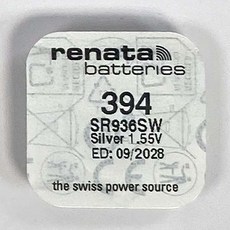 renata
batteries
394
SR936SW
Silver 1.55V
ED: 09/2028
the swiss power source